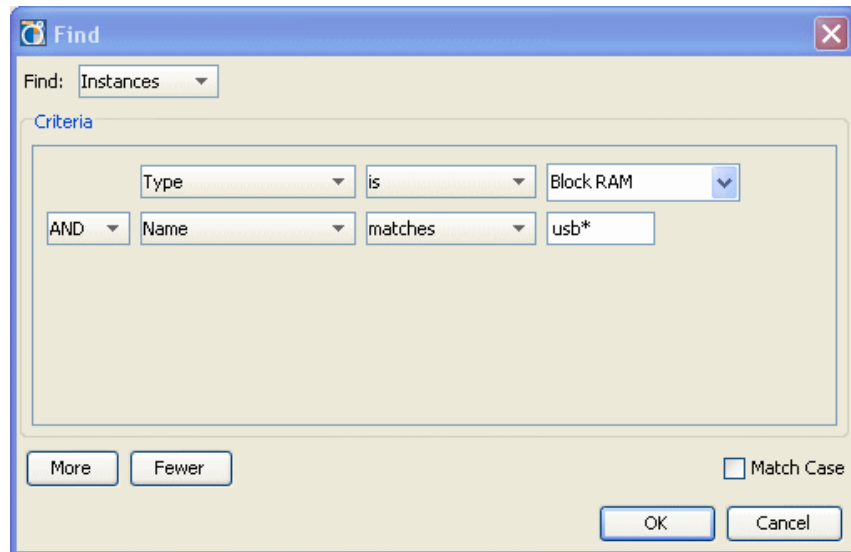 Find
Find: Instances
Criteria
Type is Block RAM
AND Name matches usb*
More Fewer Match Case
OK Cancel